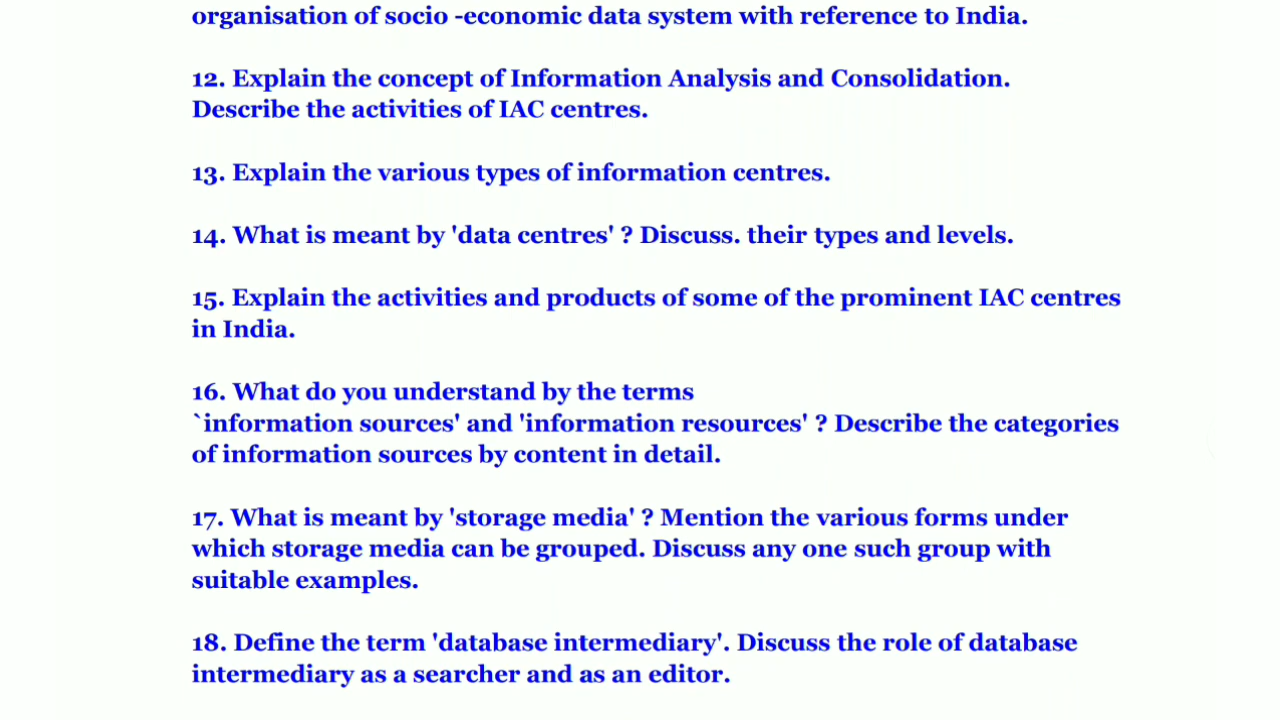 organisation of socio -economic data system with reference to India.
12. Explain the concept of Information Analysis and Consolidation.
Describe the activities of IAC centres.
13. Explain the various types of information centres.
14. What is meant by 'data centres' ? Discuss. their types and levels.
15. Explain the activities and products of some of the prominent IAC centres
in India.
16. What do you understand by the terms
`information sources' and 'information resources' ? Describe the categories
of information sources by content in detail.
17. What is meant by 'storage media' ? Mention the various forms under
which storage media can be grouped. Discuss any one such group with
suitable examples.
18. Define the term 'database intermediary'. Discuss the role of database
intermediary as a searcher and as an editor.